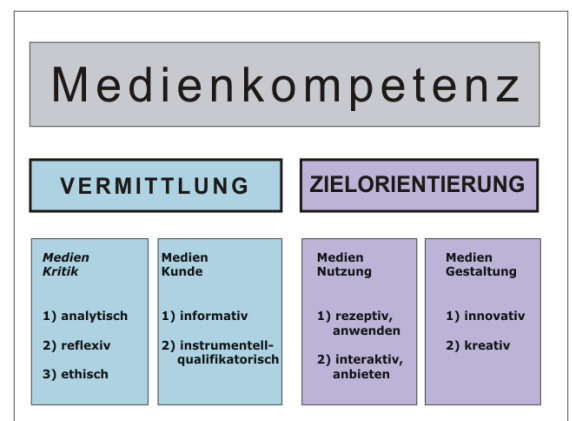 Medienkompetenz
VERMITTLUNG
ZIELORIENTIERUNG
Medien
Kritik
1) analytisch
2) reflexiv
3) ethisch
Medien
Kunde
1) informativ
2) instrumentell-
qualifikatorisch
Medien
Nutzung
1) rezeptiv,
anwenden
2) interaktiv,
anbieten
Medien
Gestaltung
1) innovativ
2) kreativ